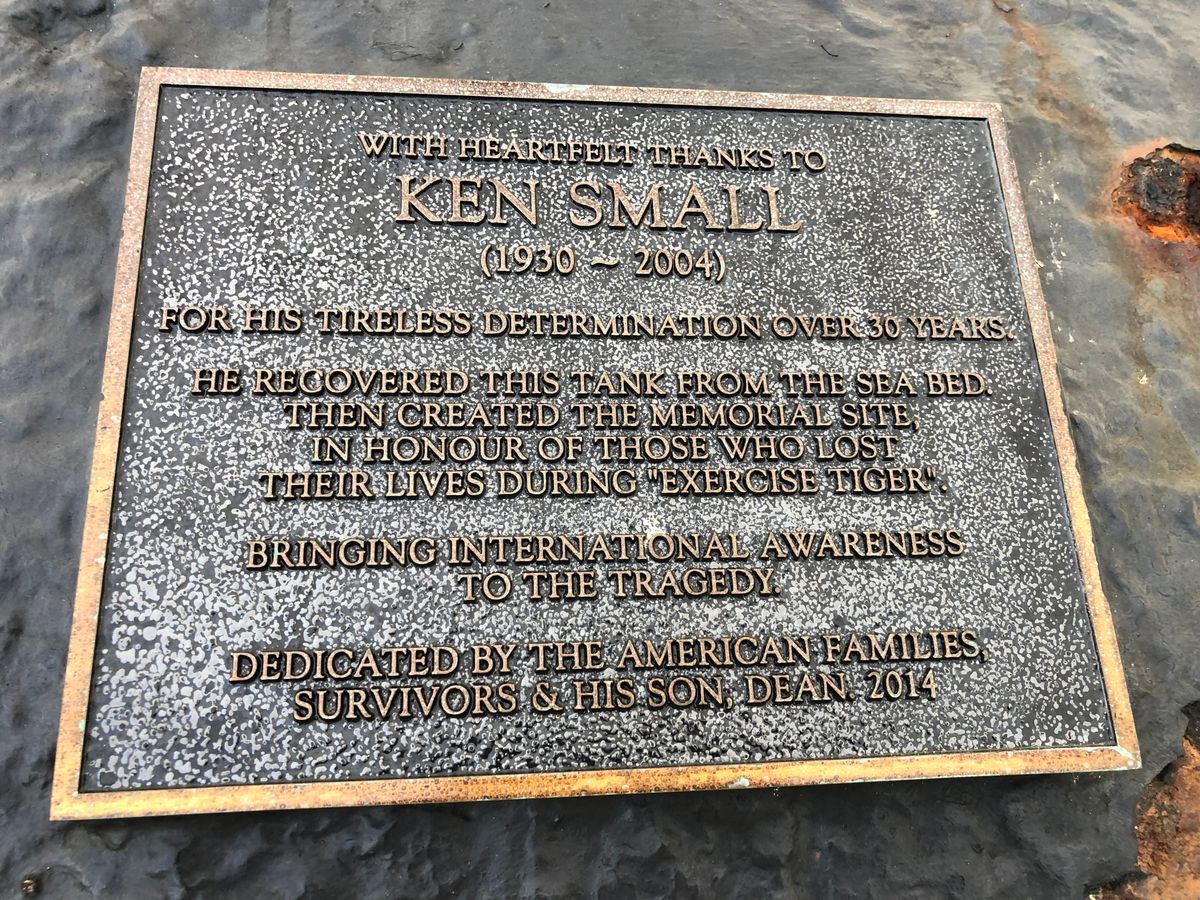 WITH HEARTFELT THANKS TO
KEN SMALL
(1930 ~ 2004)
FOR HIS TIRELESS DETERMINATION OVER 30 YEARS.
HE RECOVERED THIS TANK FROM THE SEA BED.
THEN CREATED THE MEMORIAL SITE,
IN HONOUR OF THOSE WHO LOST
THEIR LIVES DURING "EXERCISE TIGER".
BRINGING INTERNATIONAL AWARENESS
TO THE TRAGEDY.
DEDICATED BY THE AMERICAN FAMILIES,
SURVIVORS & HIS SON, DEAN. 2014